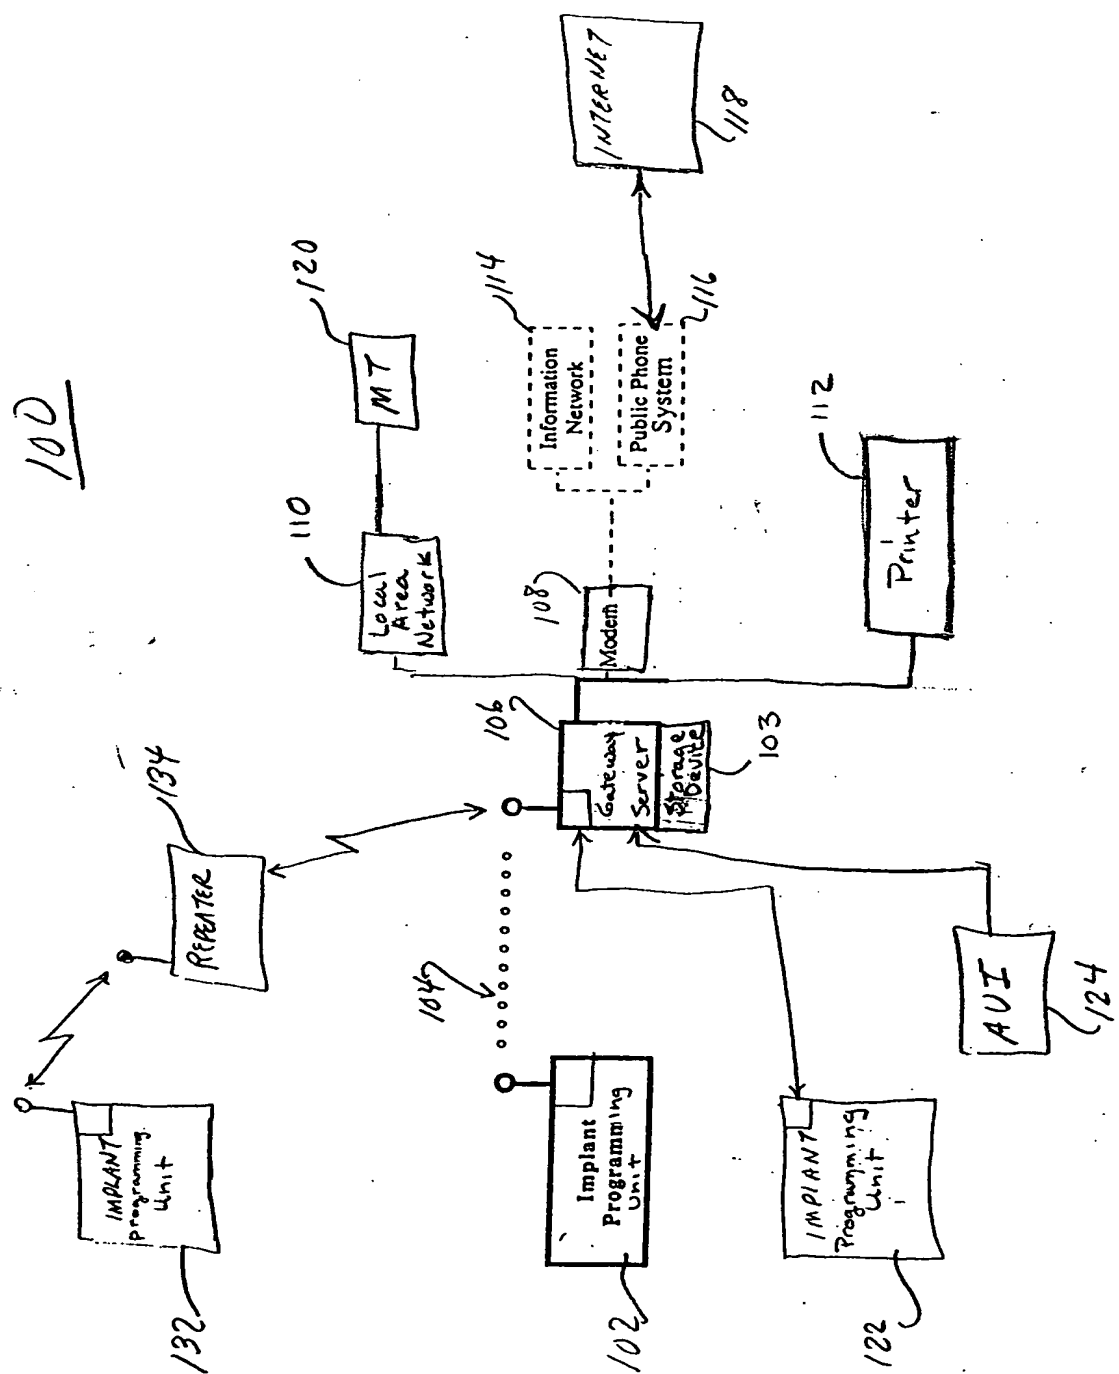 100
132
IMPLANT
Programming
Unit
134
REPEATER
104
102
Implant
Programming
Unit
122
IMPLANT
Programming
Unit
124
AUI
106
Gateway
Server
Storage
Device
103
110
Local
Area
Network
120
MT
108
Modem
114
Information
Network
116
Public Phone
System
118
INTERNET
112
Printer